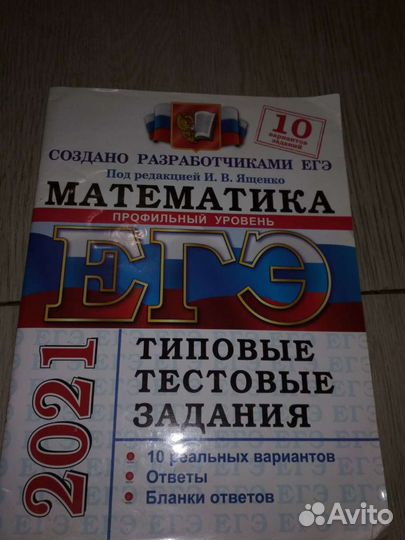 10
вариантов
заданий
СОЗДАНО РАЗРАБОТЧИКАМИ ЕГЭ
Под редакцией И. В. Ященко
МАТЕМАТИКА
ПРОФИЛЬНЫЙ УРОВЕНЬ
ЕГЭ
2021
ТИПОВЫЕ
ТЕСТОВЫЕ
ЗАДАНИЯ
• 10 реальных вариантов
• Ответы
• Бланки ответов
Avito